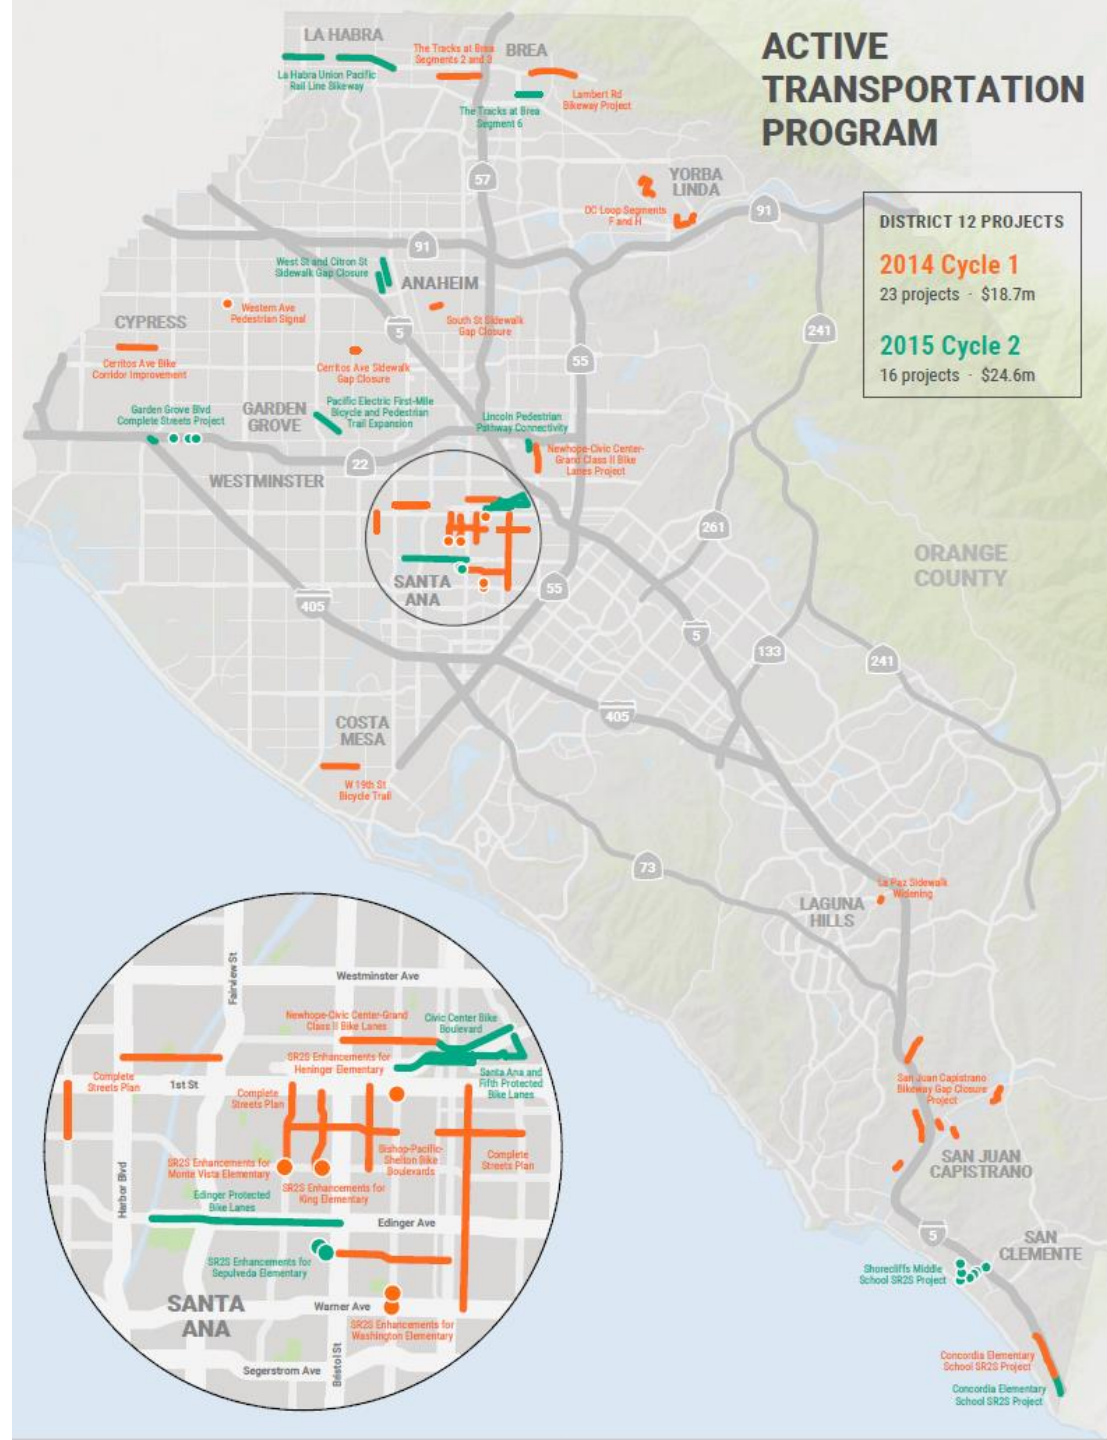 ACTIVE
TRANSPORTATION
PROGRAM
DISTRICT 12 PROJECTS
2014 Cycle 1
23 projects - $18.7m
2015 Cycle 2
16 projects - $24.6m
LA HABRA
La Habra Union Pacific
Rail Line Bikeway
The Tracks at Brea
Segments 2 and 3
BREA
Lambert Rd
Bikeway Project
The Tracks at Brea
Segment 6
57
YORBA
LINDA
OC Loop Segments
F and H
91
91
West St and Citron St
Sidewalk Gap Closure
ANAHEIM
Western Ave
Pedestrian Signal
South St Sidewalk
Gap Closure
CYPRESS
5
241
Cerritos Ave Bike
Corridor Improvement
Cerritos Ave Sidewalk
Gap Closure
55
Garden Grove Blvd
Complete Streets Project
GARDEN
GROVE
Pacific Electric First-Mile
Bicycle and Pedestrian
Trail Expansion
Lincoln Pedestrian
Pathway Connectivity
Newhope-Civic Center-
Grand Class II Bike
Lanes Project
22
WESTMINSTER
261
ORANGE
COUNTY
SANTA
ANA
55
405
5
133
241
405
COSTA
MESA
W 19th St
Bicycle Trail
73
La Paz Sidewalk
Widening
LAGUNA
HILLS
San Juan Capistrano
Bikeway Gap Closure
Project
SAN JUAN
CAPISTRANO
5
SAN
CLEMENTE
Shorecliffs Middle
School SR2S Project
Concordia Elementary
School SR2S Project
Concordia Elementary
School SR2S Project
Fairview St
Westminster Ave
Newhope-Civic Center-Grand
Class II Bike Lanes
Civic Center Bike
Boulevard
SR2S Enhancements for
Heninger Elementary
Santa Ana and
Fifth Protected
Bike Lanes
Complete
Streets Plan
1st St
Complete
Streets Plan
Bishop-Pacific-
Shelton Bike
Boulevards
Complete
Streets Plan
SR2S Enhancements for
Monte Vista Elementary
SR2S Enhancements for
King Elementary
Harbor Blvd
Edinger Protected
Bike Lanes
Edinger Ave
SR2S Enhancements for
Sepulveda Elementary
SANTA
ANA
Warner Ave
SR2S Enhancements for
Washington Elementary
Bristol St
Segerstrom Ave